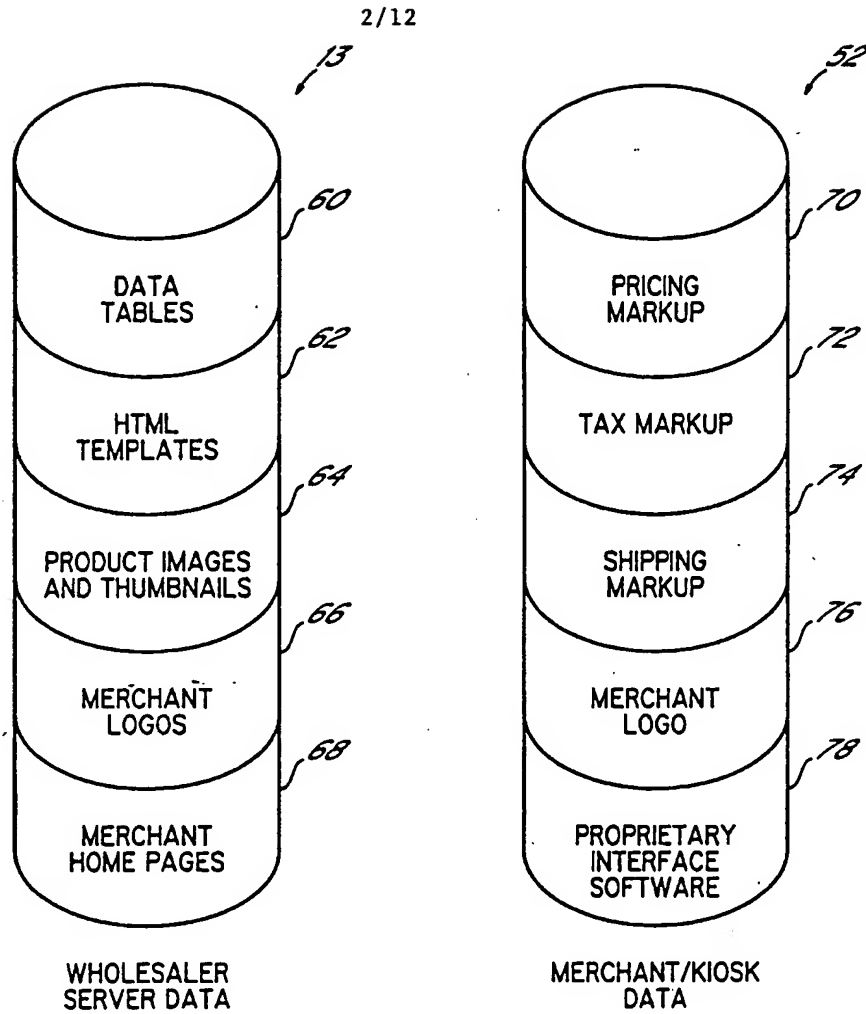 2/12
13
60
DATA
TABLES
62
HTML
TEMPLATES
64
PRODUCT IMAGES
AND THUMBNAILS
66
MERCHANT
LOGOS
68
MERCHANT
HOME PAGES
WHOLESALER
SERVER DATA
52
70
PRICING
MARKUP
72
TAX MARKUP
74
SHIPPING
MARKUP
76
MERCHANT
LOGO
78
PROPRIETARY
INTERFACE
SOFTWARE
MERCHANT/KIOSK
DATA